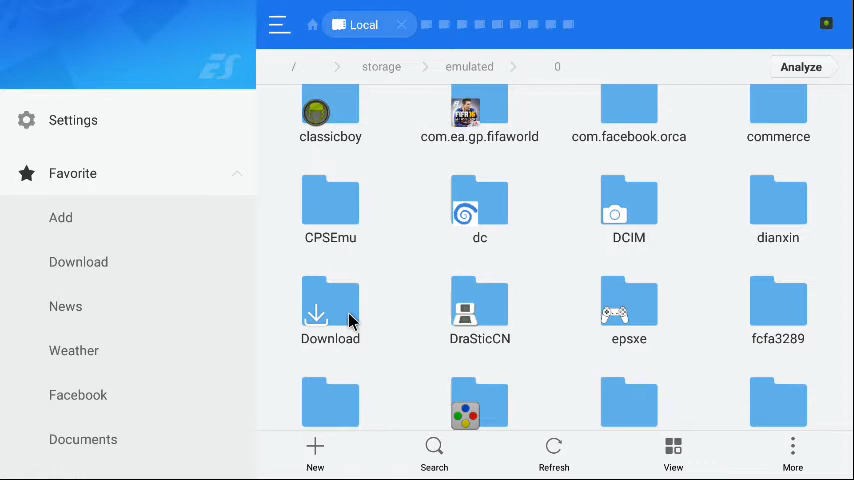 ES
Local
/ storage emulated 0
Analyze
Settings
Favorite
Add
Download
News
Weather
Facebook
Documents
classicboy
com.ea.gp.fifaworld
com.facebook.orca
commerce
CPSEmu
dc
DCIM
dianxin
Download
DraSticCN
epsxe
fcfa3289
New
Search
Refresh
View
More